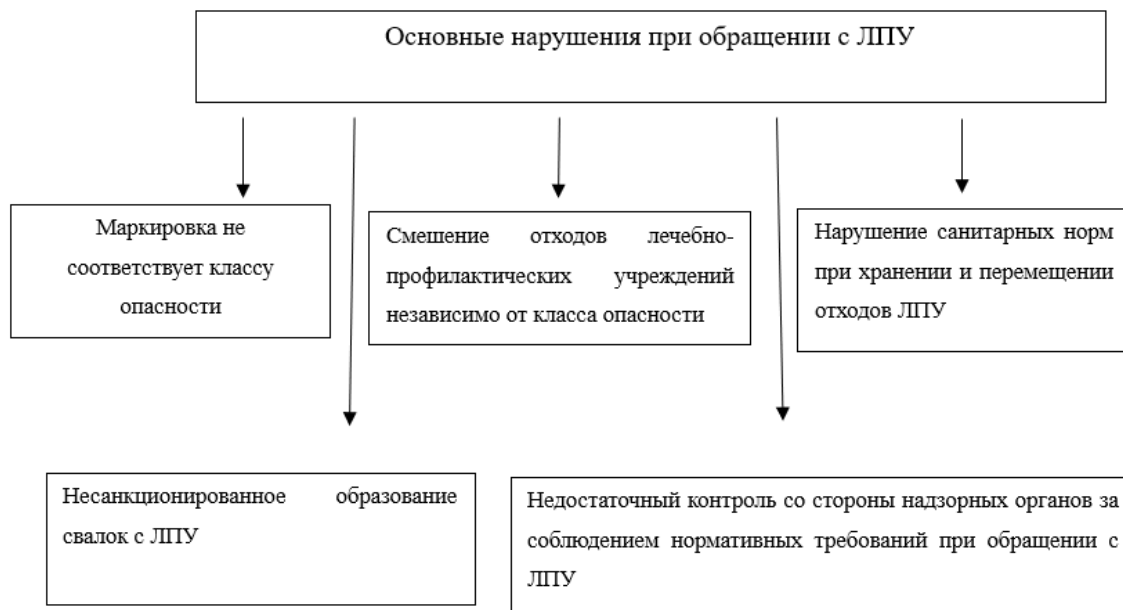 Основные нарушения при обращении с ЛПУ
Маркировка не
соответствует классу
опасности
Смешение отходов лечебно-
профилактических учреждений
независимо от класса опасности
Нарушение санитарных норм
при хранении и перемещении
отходов ЛПУ
Несанкционированное образование
свалок с ЛПУ
Недостаточный контроль со стороны надзорных органов за
соблюдением нормативных требований при обращении с
ЛПУ